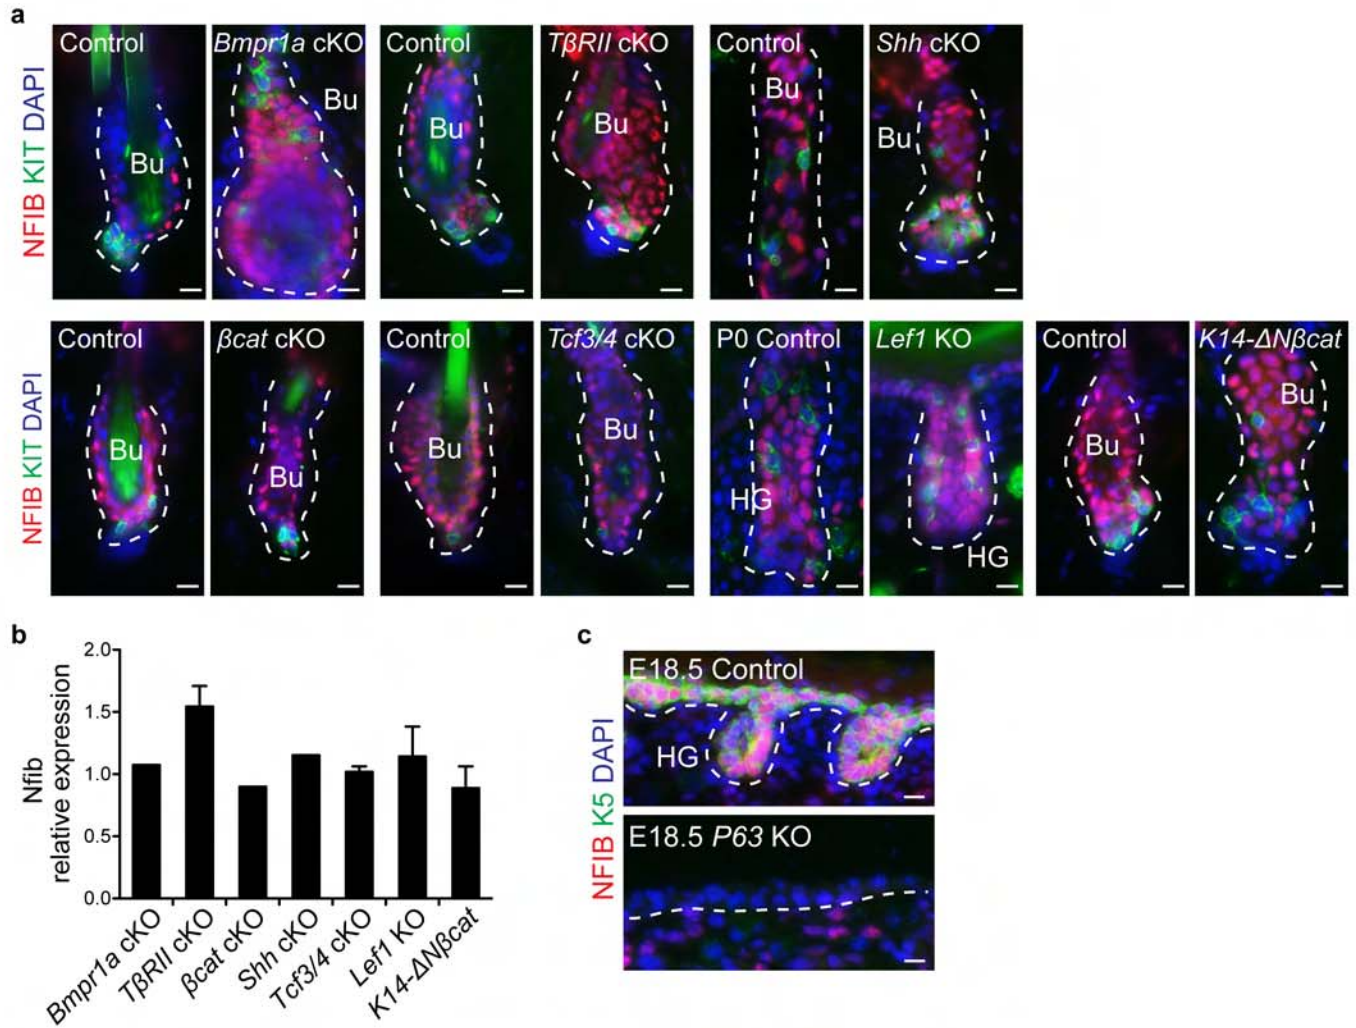 a
NFIB KIT DAPI
Control
Bu
Bmpr1a cKO
Bu
Control
Bu
TβRII cKO
Bu
Control
Bu
Shh cKO
Bu
NFIB KIT DAPI
Control
Bu
βcat cKO
Bu
Control
Bu
Tcf3/4 cKO
Bu
P0 Control
HG
Lef1 KO
HG
Control
Bu
K14-ΔNβcat
Bu
b
Nfib
relative expression
2.0
1.5
1.0
0.5
0.0
Bmpr1a cKO
TβRII cKO
βcat cKO
Shh cKO
Tcf3/4 cKO
Lef1 KO
K14-ΔNβcat
c
NFIB K5 DAPI
E18.5 Control
HG
E18.5 P63 KO